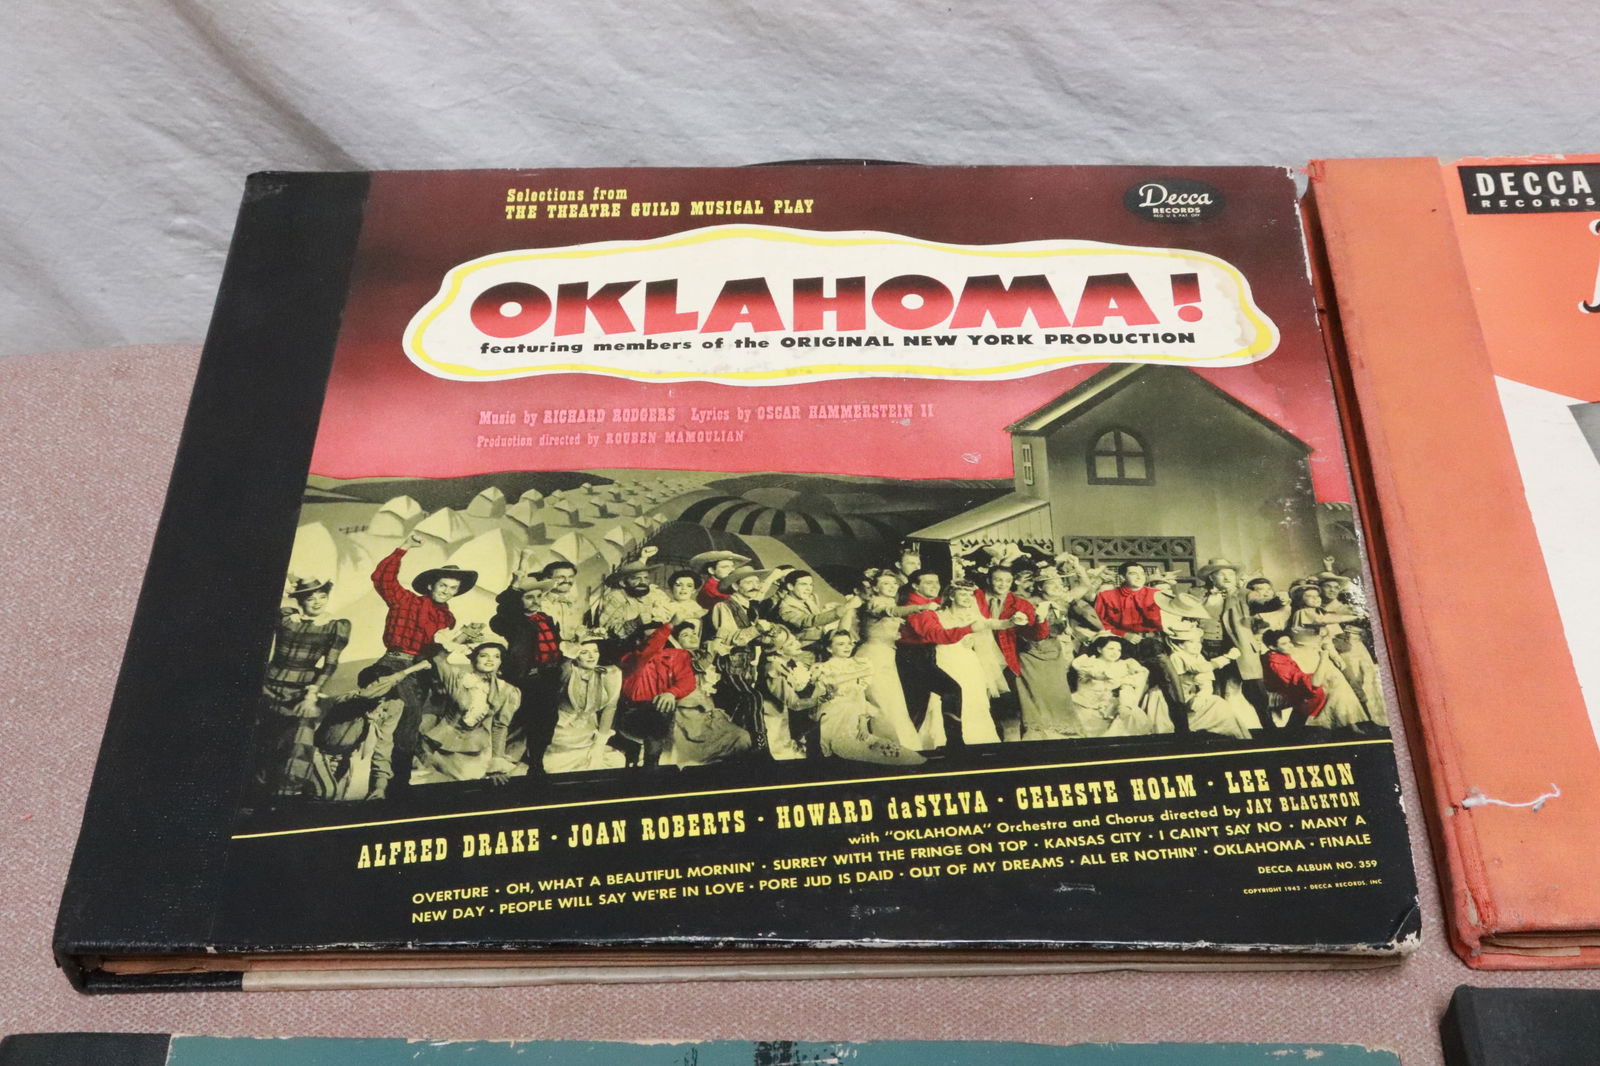 Selections from
THE THEATRE GUILD MUSICAL PLAY
Decca
RECORDS
REG. U.S. PAT. OFF.
OKLAHOMA!
featuring members of the ORIGINAL NEW YORK PRODUCTION
Music by RICHARD RODGERS Lyrics by OSCAR HAMMERSTEIN II
Production directed by ROUBEN MAMOULIAN
ALFRED DRAKE · JOAN ROBERTS · HOWARD daSYLVA · CELESTE HOLM · LEE DIXON
with "OKLAHOMA" Orchestra and Chorus directed by JAY BLACKTON
OVERTURE · OH, WHAT A BEAUTIFUL MORNIN' · SURREY WITH THE FRINGE ON TOP · KANSAS CITY · I CAIN'T SAY NO · MANY A
NEW DAY · PEOPLE WILL SAY WE'RE IN LOVE · PORE JUD IS DAID · OUT OF MY DREAMS · ALL ER NOTHIN' · OKLAHOMA · FINALE
DECCA ALBUM NO. 359
COPYRIGHT 1943 · DECCA RECORDS, INC
DECCA
RECORDS